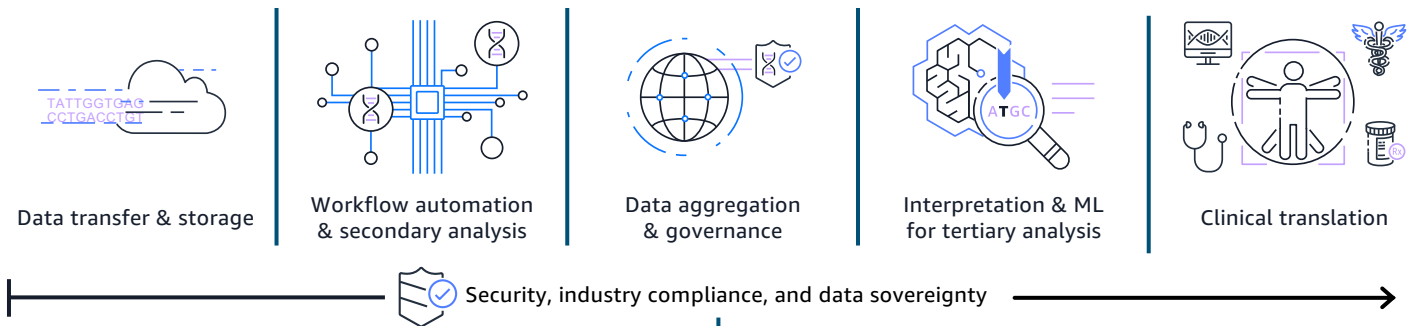 TATTGGTGAG
CCTGACCTGT
ATGC
Rx
Data transfer & storage
Workflow automation
& secondary analysis
Data aggregation
& governance
Interpretation & ML
for tertiary analysis
Clinical translation
Security, industry compliance, and data sovereignty